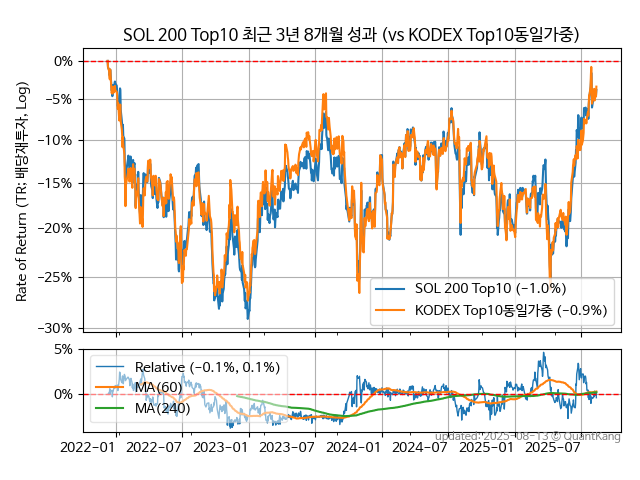 SOL 200 Top10 최근 3년 8개월 성과 (vs KODEX Top10동일가중)
Rate of Return (TR: 배당재투자, Log)
0%
−5%
−10%
−15%
−20%
−25%
−30%
SOL 200 Top10 (−1.0%)
KODEX Top10동일가중 (−0.9%)
5%
0%
−3%
Relative (−0.1%, 0.1%)
MA(60)
MA(240)
2022−01 2022−07 2023−01 2023−07 2024−01 2024−07 2025−01 2025−07
updated: 2025-08-13 © QuantKang